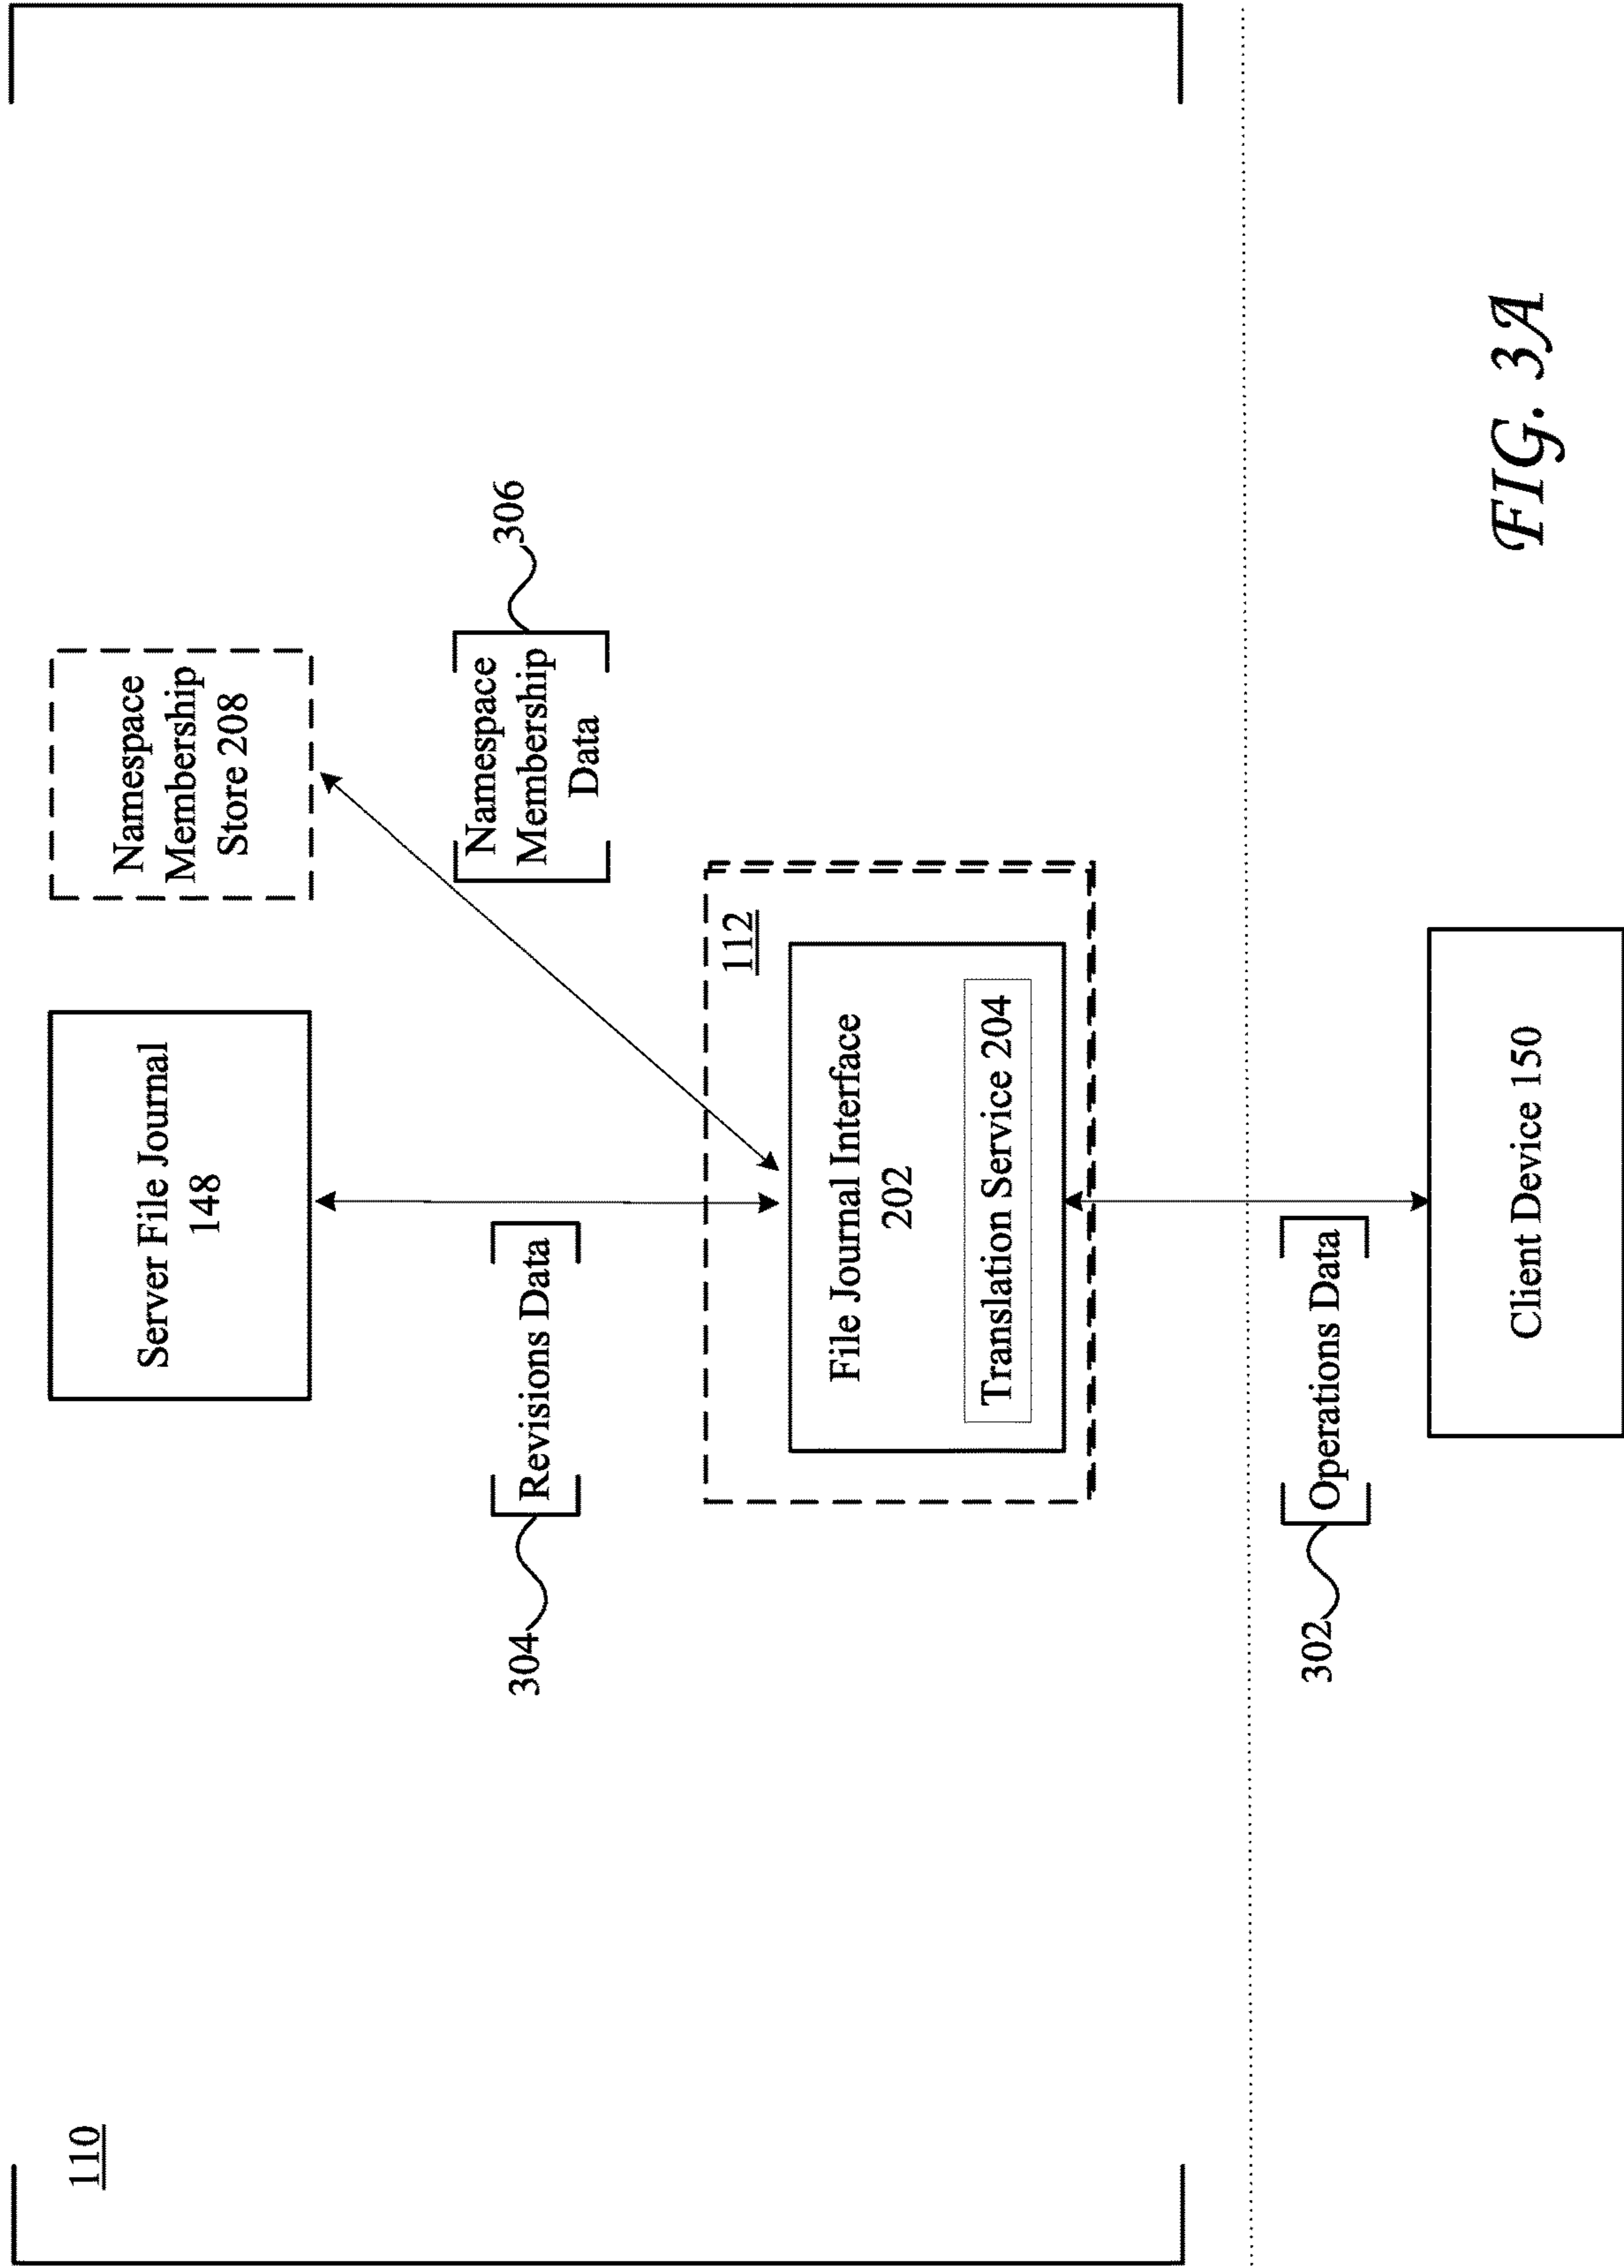 110
Server File Journal
148
Namespace
Membership
Store 208
304
Revisions Data
Namespace
Membership
Data
306
112
File Journal Interface
202
Translation Service 204
302
Operations Data
Client Device 150
FIG. 3A